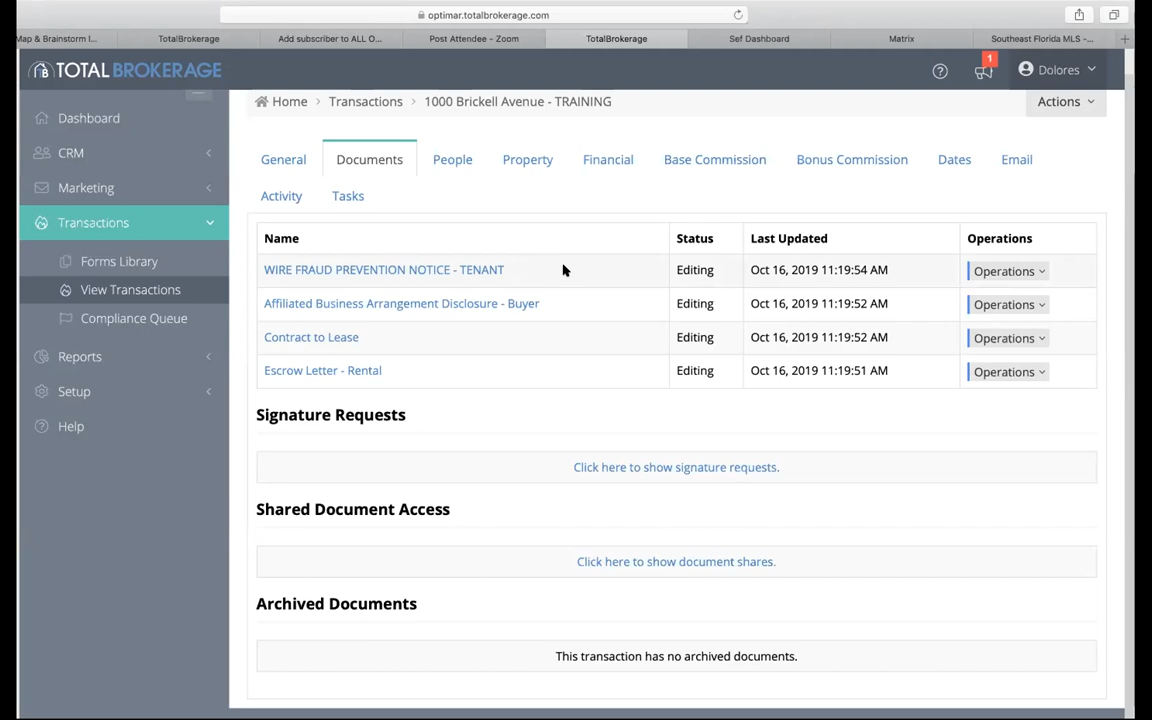 optimar.totalbrokerage.com
Map & Brainstorm I... TotalBrokerage Add subscriber to ALL O... Post Attendee - Zoom TotalBrokerage Sef Dashboard Matrix Southeast Florida MLS -...
TOTALBROKERAGE
1
Dolores
Home > Transactions > 1000 Brickell Avenue - TRAINING
Actions
Dashboard
CRM
Marketing
Transactions
Forms Library
View Transactions
Compliance Queue
Reports
Setup
Help
General Documents People Property Financial Base Commission Bonus Commission Dates Email
Activity Tasks
Name Status Last Updated Operations
WIRE FRAUD PREVENTION NOTICE - TENANT Editing Oct 16, 2019 11:19:54 AM Operations
Affiliated Business Arrangement Disclosure - Buyer Editing Oct 16, 2019 11:19:52 AM Operations
Contract to Lease Editing Oct 16, 2019 11:19:52 AM Operations
Escrow Letter - Rental Editing Oct 16, 2019 11:19:51 AM Operations
Signature Requests
Click here to show signature requests.
Shared Document Access
Click here to show document shares.
Archived Documents
This transaction has no archived documents.